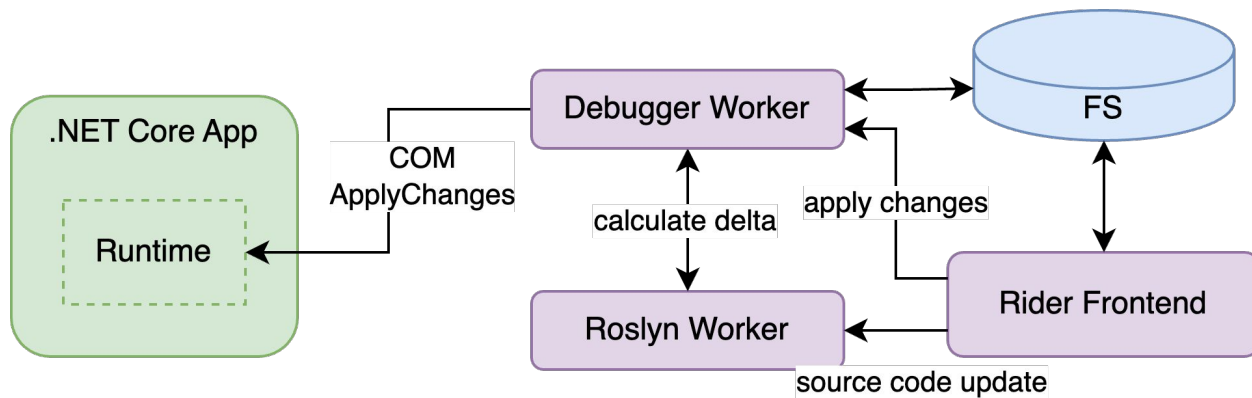 Debugger Worker
FS
.NET Core App
COM
ApplyChanges
calculate delta
apply changes
Runtime
Roslyn Worker
Rider Frontend
source code update